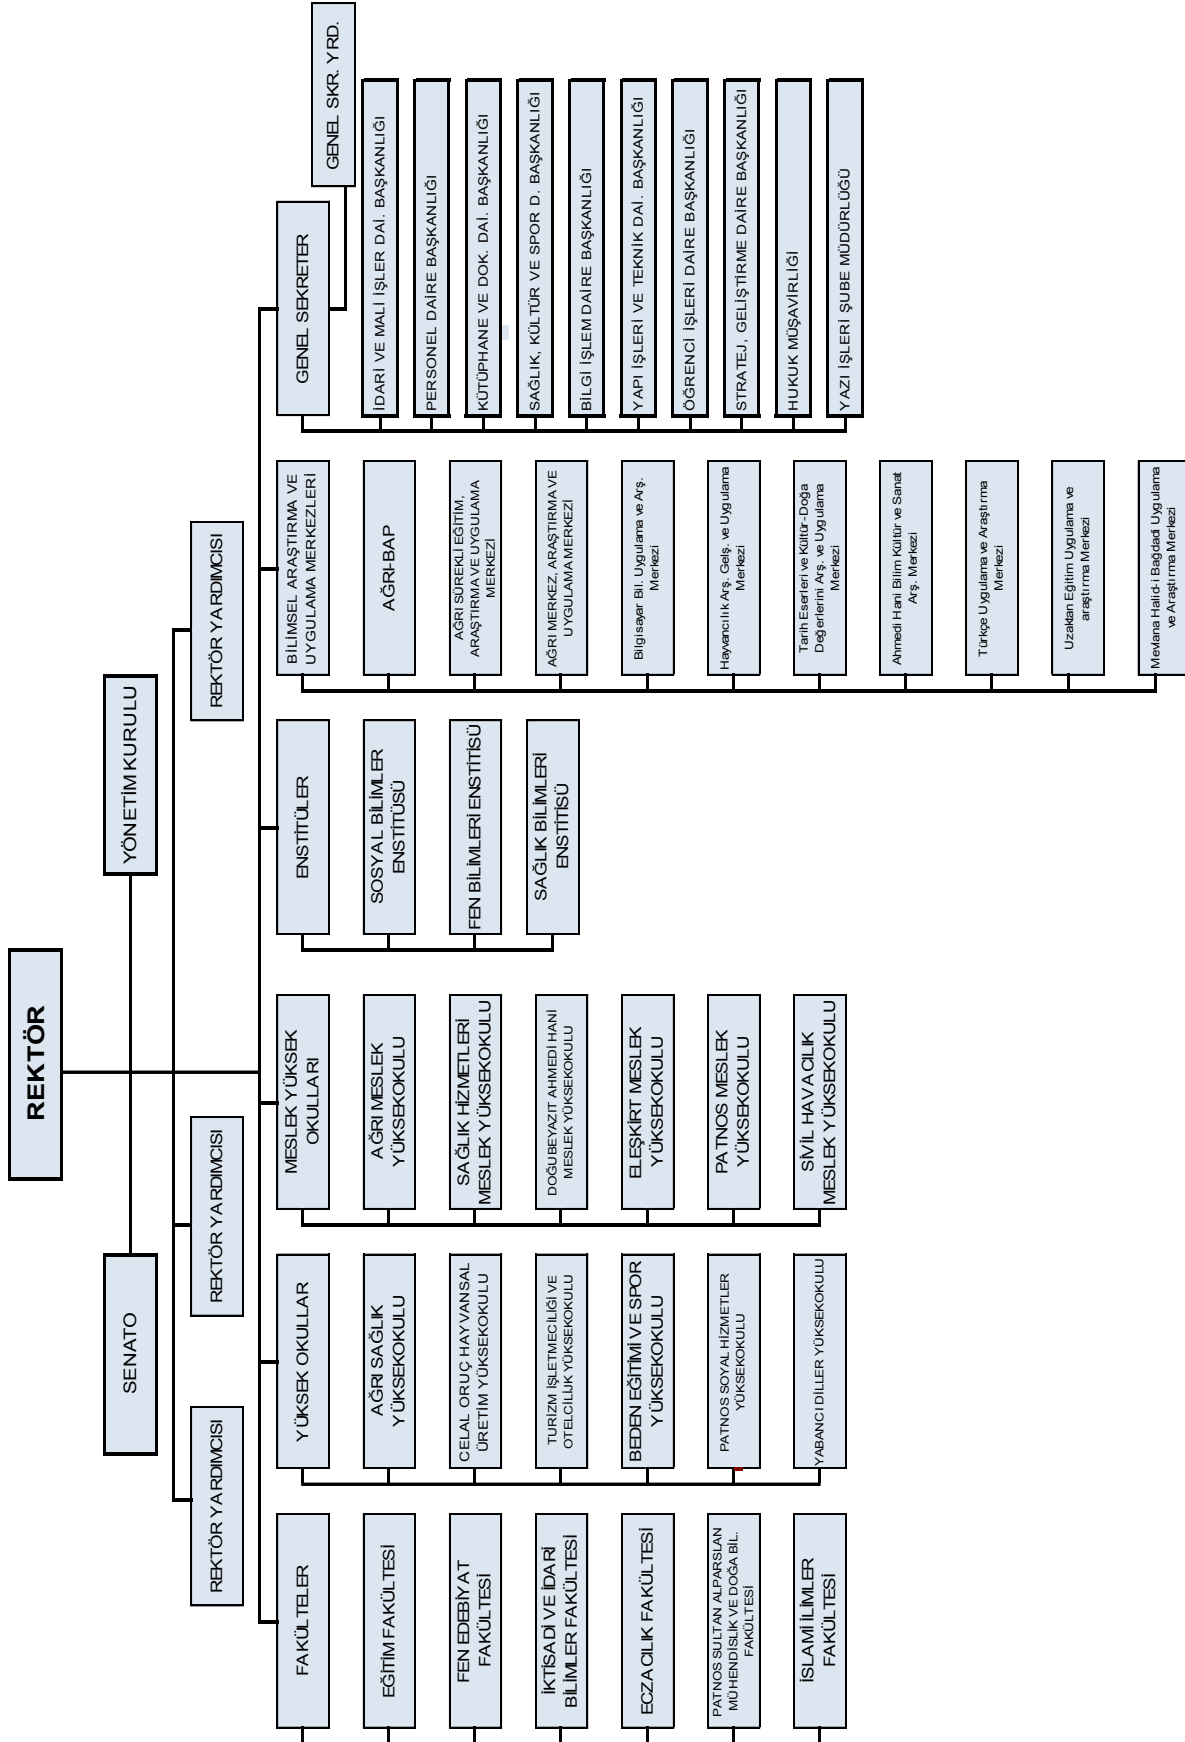 REKTÖR
SENATO
YÖNETİM KURULU
REKTÖR YARDIMCISI
REKTÖR YARDIMCISI
REKTÖR YARDIMCISI
FAKÜLTELER
EĞİTİM FAKÜLTESİ
FEN EDEBİYAT
FAKÜLTESİ
İKTİSADİ VE İDARİ
BİLİMLER FAKÜLTESİ
ECZACILIK FAKÜLTESİ
PATNOS SULTAN ALPARSLAN
MÜHENDİSLİK VE DOĞA BİL.
FAKÜLTESİ
İSLAMİ İLİMLER
FAKÜLTESİ
YÜKSEK OKULLAR
AĞRI SAĞLIK
YÜKSEKOKULU
CELAL ORUÇ HAYVANSAL
ÜRETİM YÜKSEKOKULU
TURİZM İŞLETMECİLİĞİ VE
OTELCİLİK YÜKSEKOKULU
BEDEN EĞİTİMİ VE SPOR
YÜKSEKOKULU
PATNOS SOYAL HİZMETLER
YÜKSEKOKULU
YABANCI DİLLER YÜKSEKOKULU
MESLEK YÜKSEK
OKULLARI
AĞRI MESLEK
YÜKSEKOKULU
SAĞLIK HİZMETLERİ
MESLEK YÜKSEKOKULU
DOĞUBEYAZIT AHMEDİ HANİ
MESLEK YÜKSEKOKULU
ELEŞKİRT MESLEK
YÜKSEKOKULU
PATNOS MESLEK
YÜKSEKOKULU
SİVİL HAVACILIK
MESLEK YÜKSEKOKULU
ENSTİTÜLER
SOSYAL BİLİMLER
ENSTİTÜSÜ
FEN BİLİMLERİ ENSTİTİSÜ
SAĞLIK BİLİMLERİ
ENSTİTİSÜ
BİLİMSEL ARAŞTIRMA VE
UYGULAMA MERKEZLERİ
AĞRI-BAP
AĞRI SÜREKLİ EĞİTİM,
ARAŞTIRMA VE UYGULAMA
MERKEZİ
AĞRI MERKEZ, ARAŞTIRMA VE
UYGULAMA MERKEZİ
Bilgisayar Bil. Uygulama ve Arş.
Merkezi
Hayvancılık Arş. Gelş. ve Uygulama
Merkezi
Tarih Eserleri ve Kültür-Doğa
Değerlerini Arş. ve Uygulama
Merkezi
Ahmedi Hani Bilim Kültür ve Sanat
Arş. Merkezi
Türkçe Uygulama ve Araştırma
Merkezi
Uzaktan Eğitim Uygulama ve
araştırma Merkezi
Mevlana Halid-i Bağdadi Uygulama
ve Araştırma Merkezi
GENEL SEKRETER
GENEL SKR. YRD.
İDARİ VE MALİ İŞLER DAİ. BAŞKANLIĞI
PERSONEL DAİRE BAŞKANLIĞI
KÜTÜPHANE VE DOK. DAİ. BAŞKANLIĞI
SAĞLIK, KÜLTÜR VE SPOR D. BAŞKANLIĞI
BİLGİ İŞLEM DAİRE BAŞKANLIĞI
YAPI İŞLERİ VE TEKNİK DAİ. BAŞKANLIĞI
ÖĞRENCİ İŞLERİ DAİRE BAŞKANLIĞI
STRATEJ, GELİŞTİRME DAİRE BAŞKANLIĞI
HUKUK MÜŞAVİRLİĞİ
YAZI İŞLERİ ŞUBE MÜDÜRLÜĞÜ